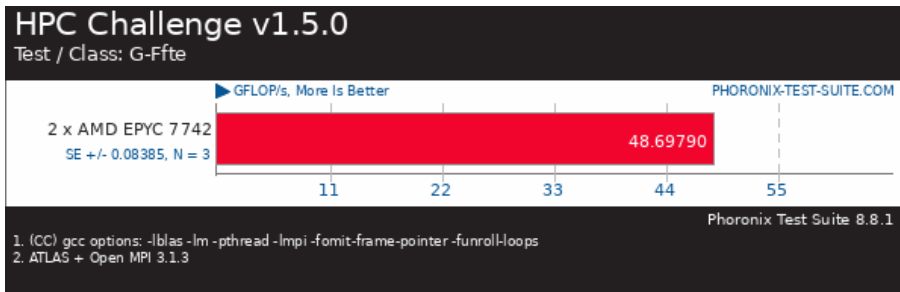 HPC Challenge v1.5.0
Test / Class: G-Ffte
GFLOP/s, More Is Better
PHORONIX-TEST-SUITE.COM
2 x AMD EPYC 7742
48.69790
SE +/- 0.08385, N = 3
11 22 33 44 55
Phoronix Test Suite 8.8.1
1. (CC) gcc options: -lblas -lm -pthread -lmpi -fomit-frame-pointer -funroll-loops
2. ATLAS + Open MPI 3.1.3